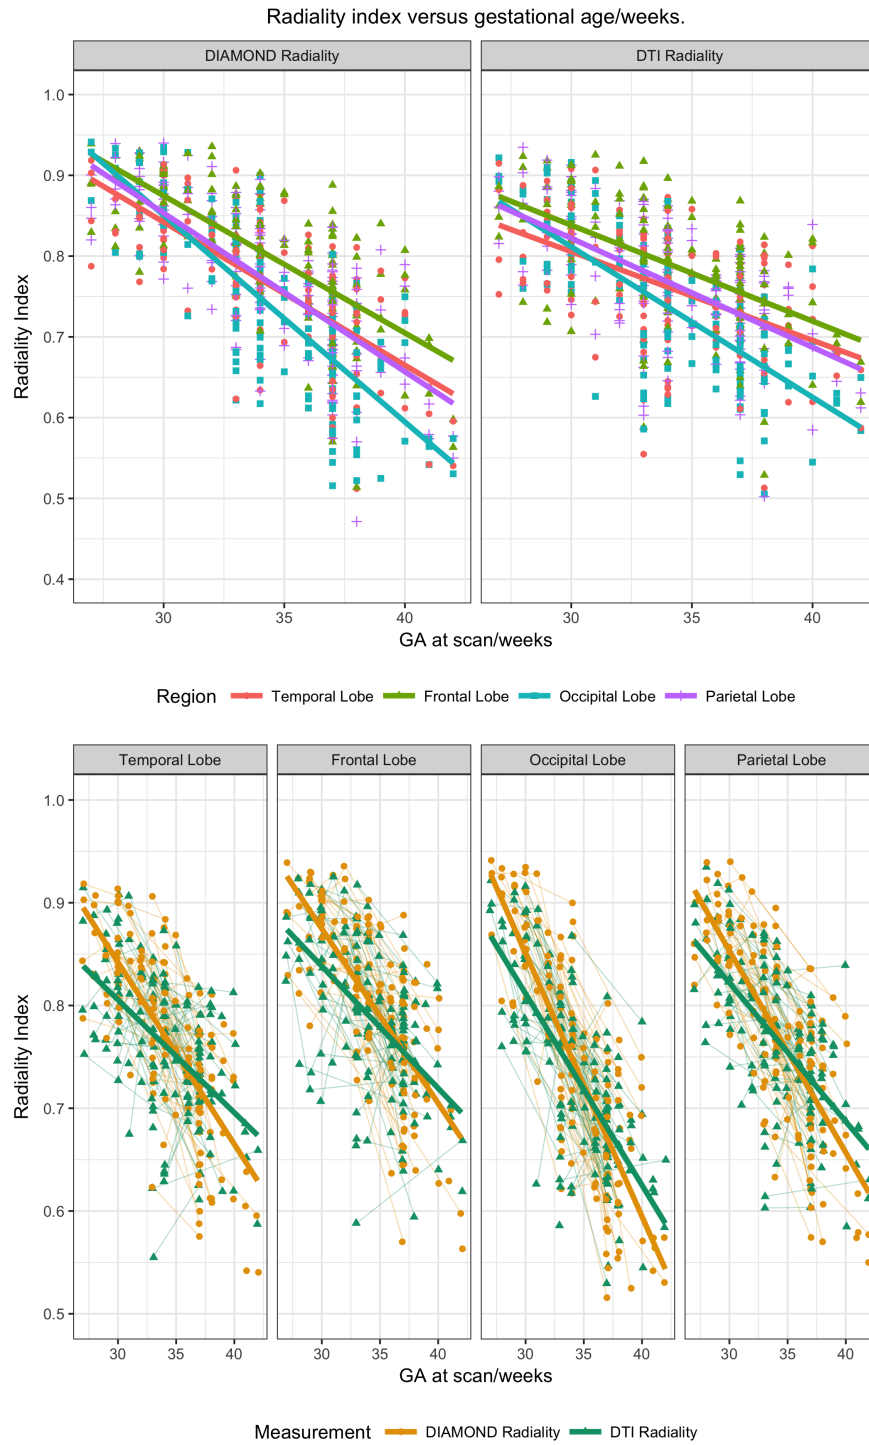 Radiality index versus gestational age/weeks.
DIAMOND Radiality DTI Radiality
1.0
0.9
0.8
0.7
0.6
0.5
0.4
Radiality Index
30 35 40 30 35 40
GA at scan/weeks
Region Temporal Lobe Frontal Lobe Occipital Lobe Parietal Lobe
Temporal Lobe Frontal Lobe Occipital Lobe Parietal Lobe
1.0
0.9
0.8
0.7
0.6
0.5
Radiality Index
30 35 40 30 35 40 30 35 40 30 35 40
GA at scan/weeks
Measurement DIAMOND Radiality DTI Radiality